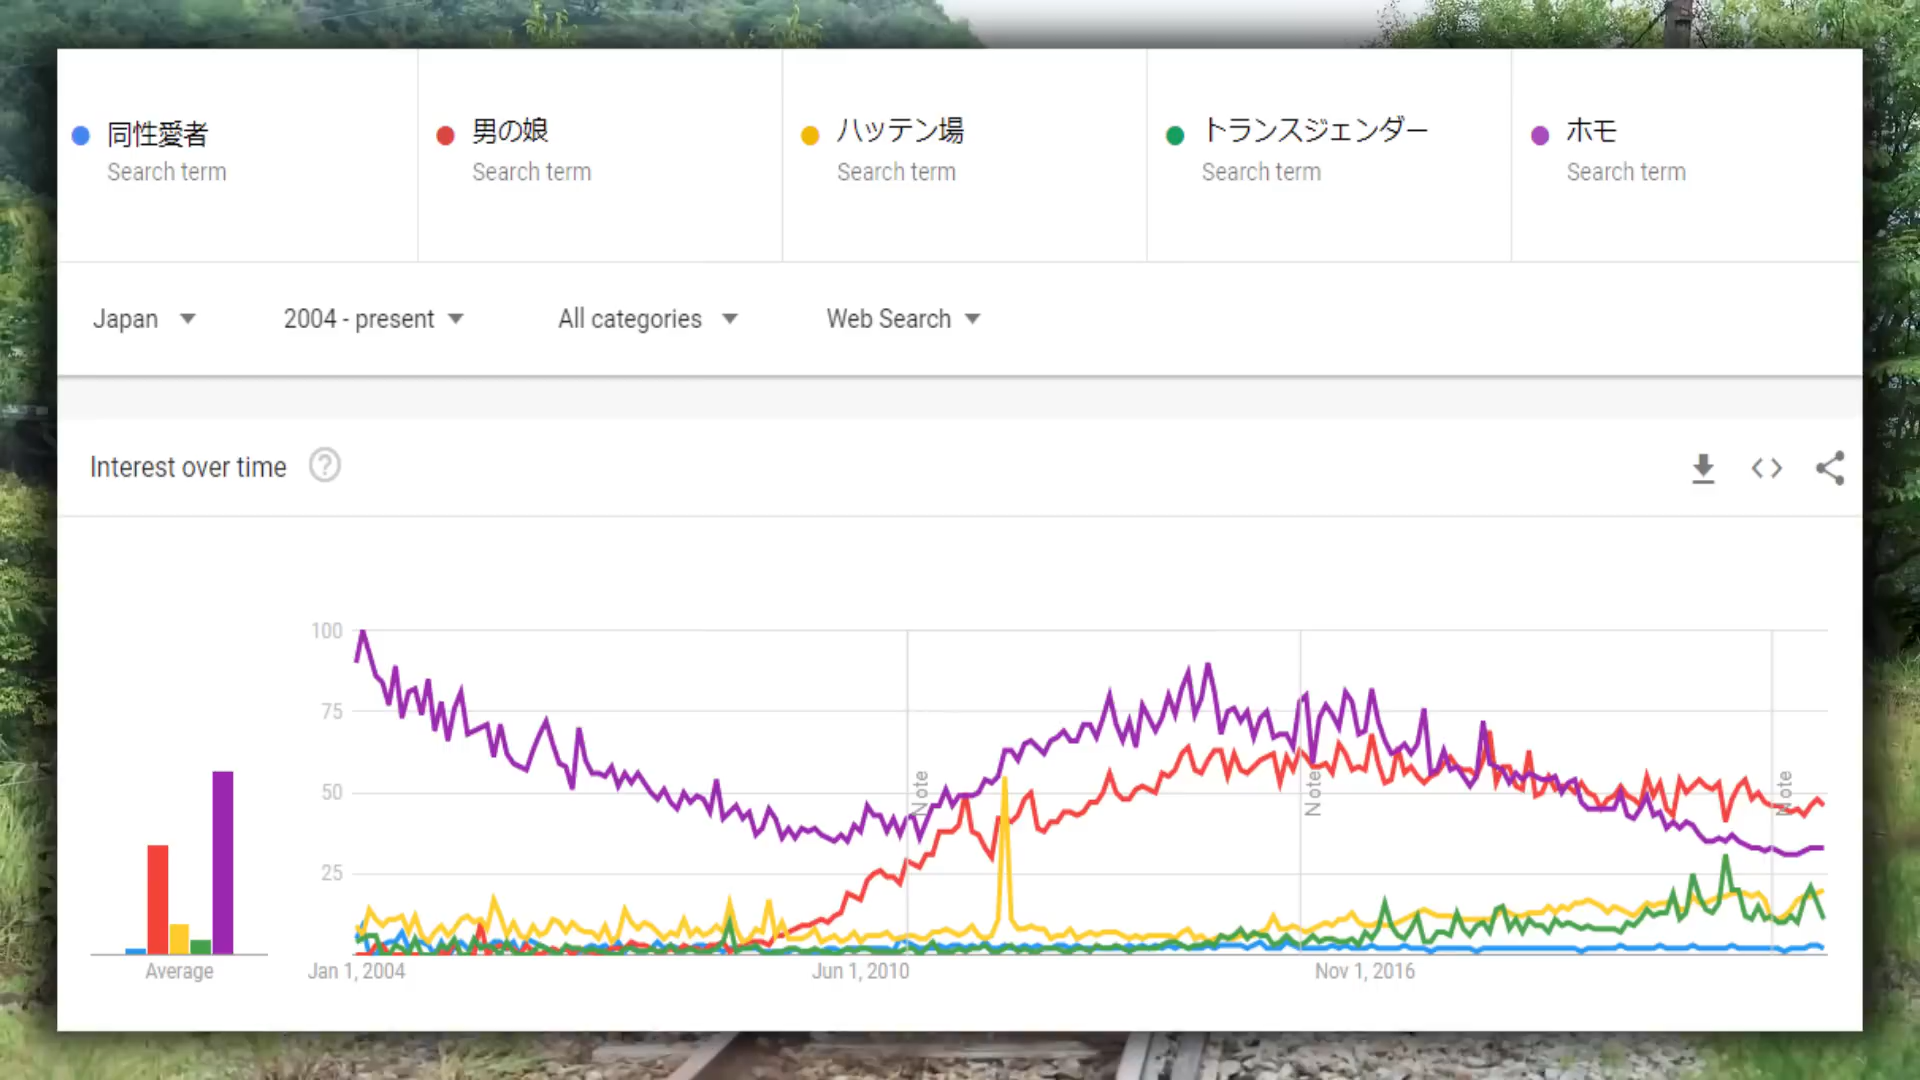 同性愛者
Search term
男の娘
Search term
ハッテン場
Search term
トランスジェンダー
Search term
ホモ
Search term
Japan
2004 - present
All categories
Web Search
Interest over time
?
100
75
50
25
Note
Note
Note
Average
Jan 1, 2004
Jun 1, 2010
Nov 1, 2016